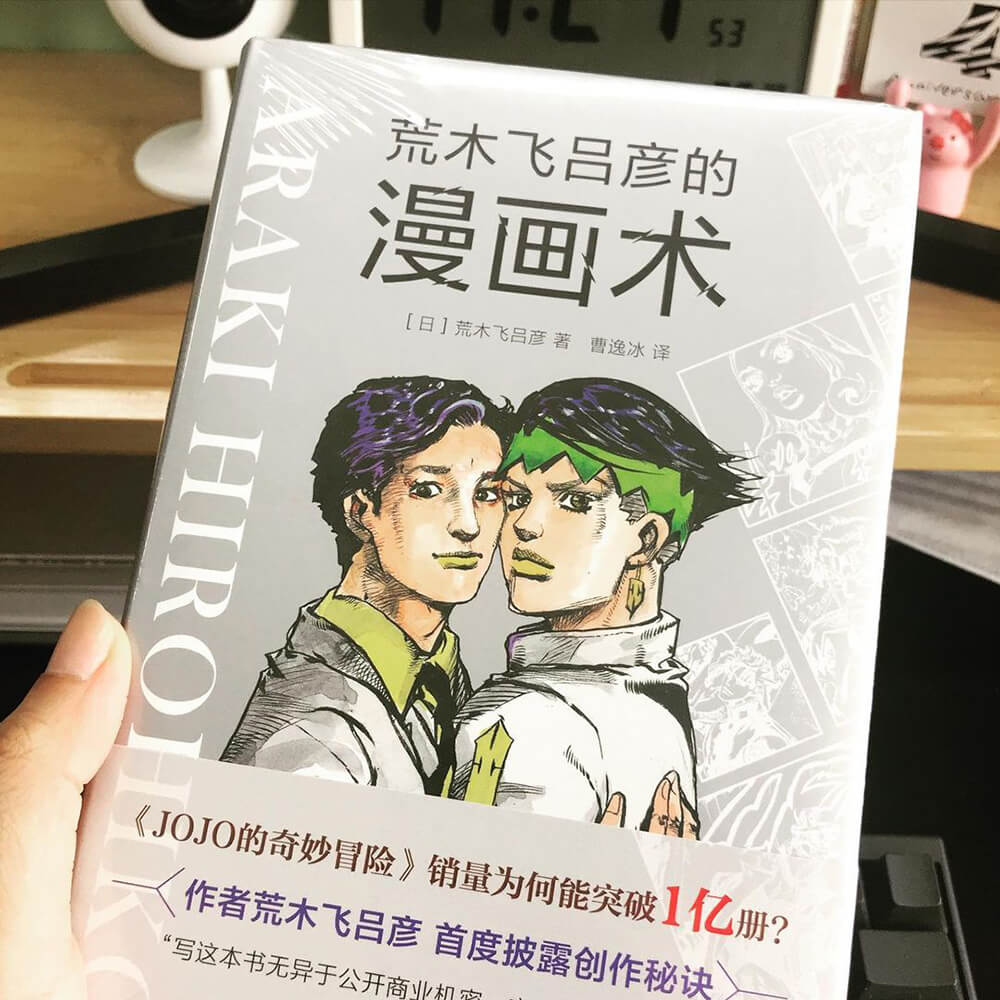 53
荒木飞吕彦的
漫画术
[日]荒木飞吕彦 著 曹逸冰 译
ARAKI HIROHIKO
《JOJO的奇妙冒险》销量为何能突破1亿册？
作者荒木飞吕彦 首度披露创作秘诀
“写这本书无异于公开商业机密